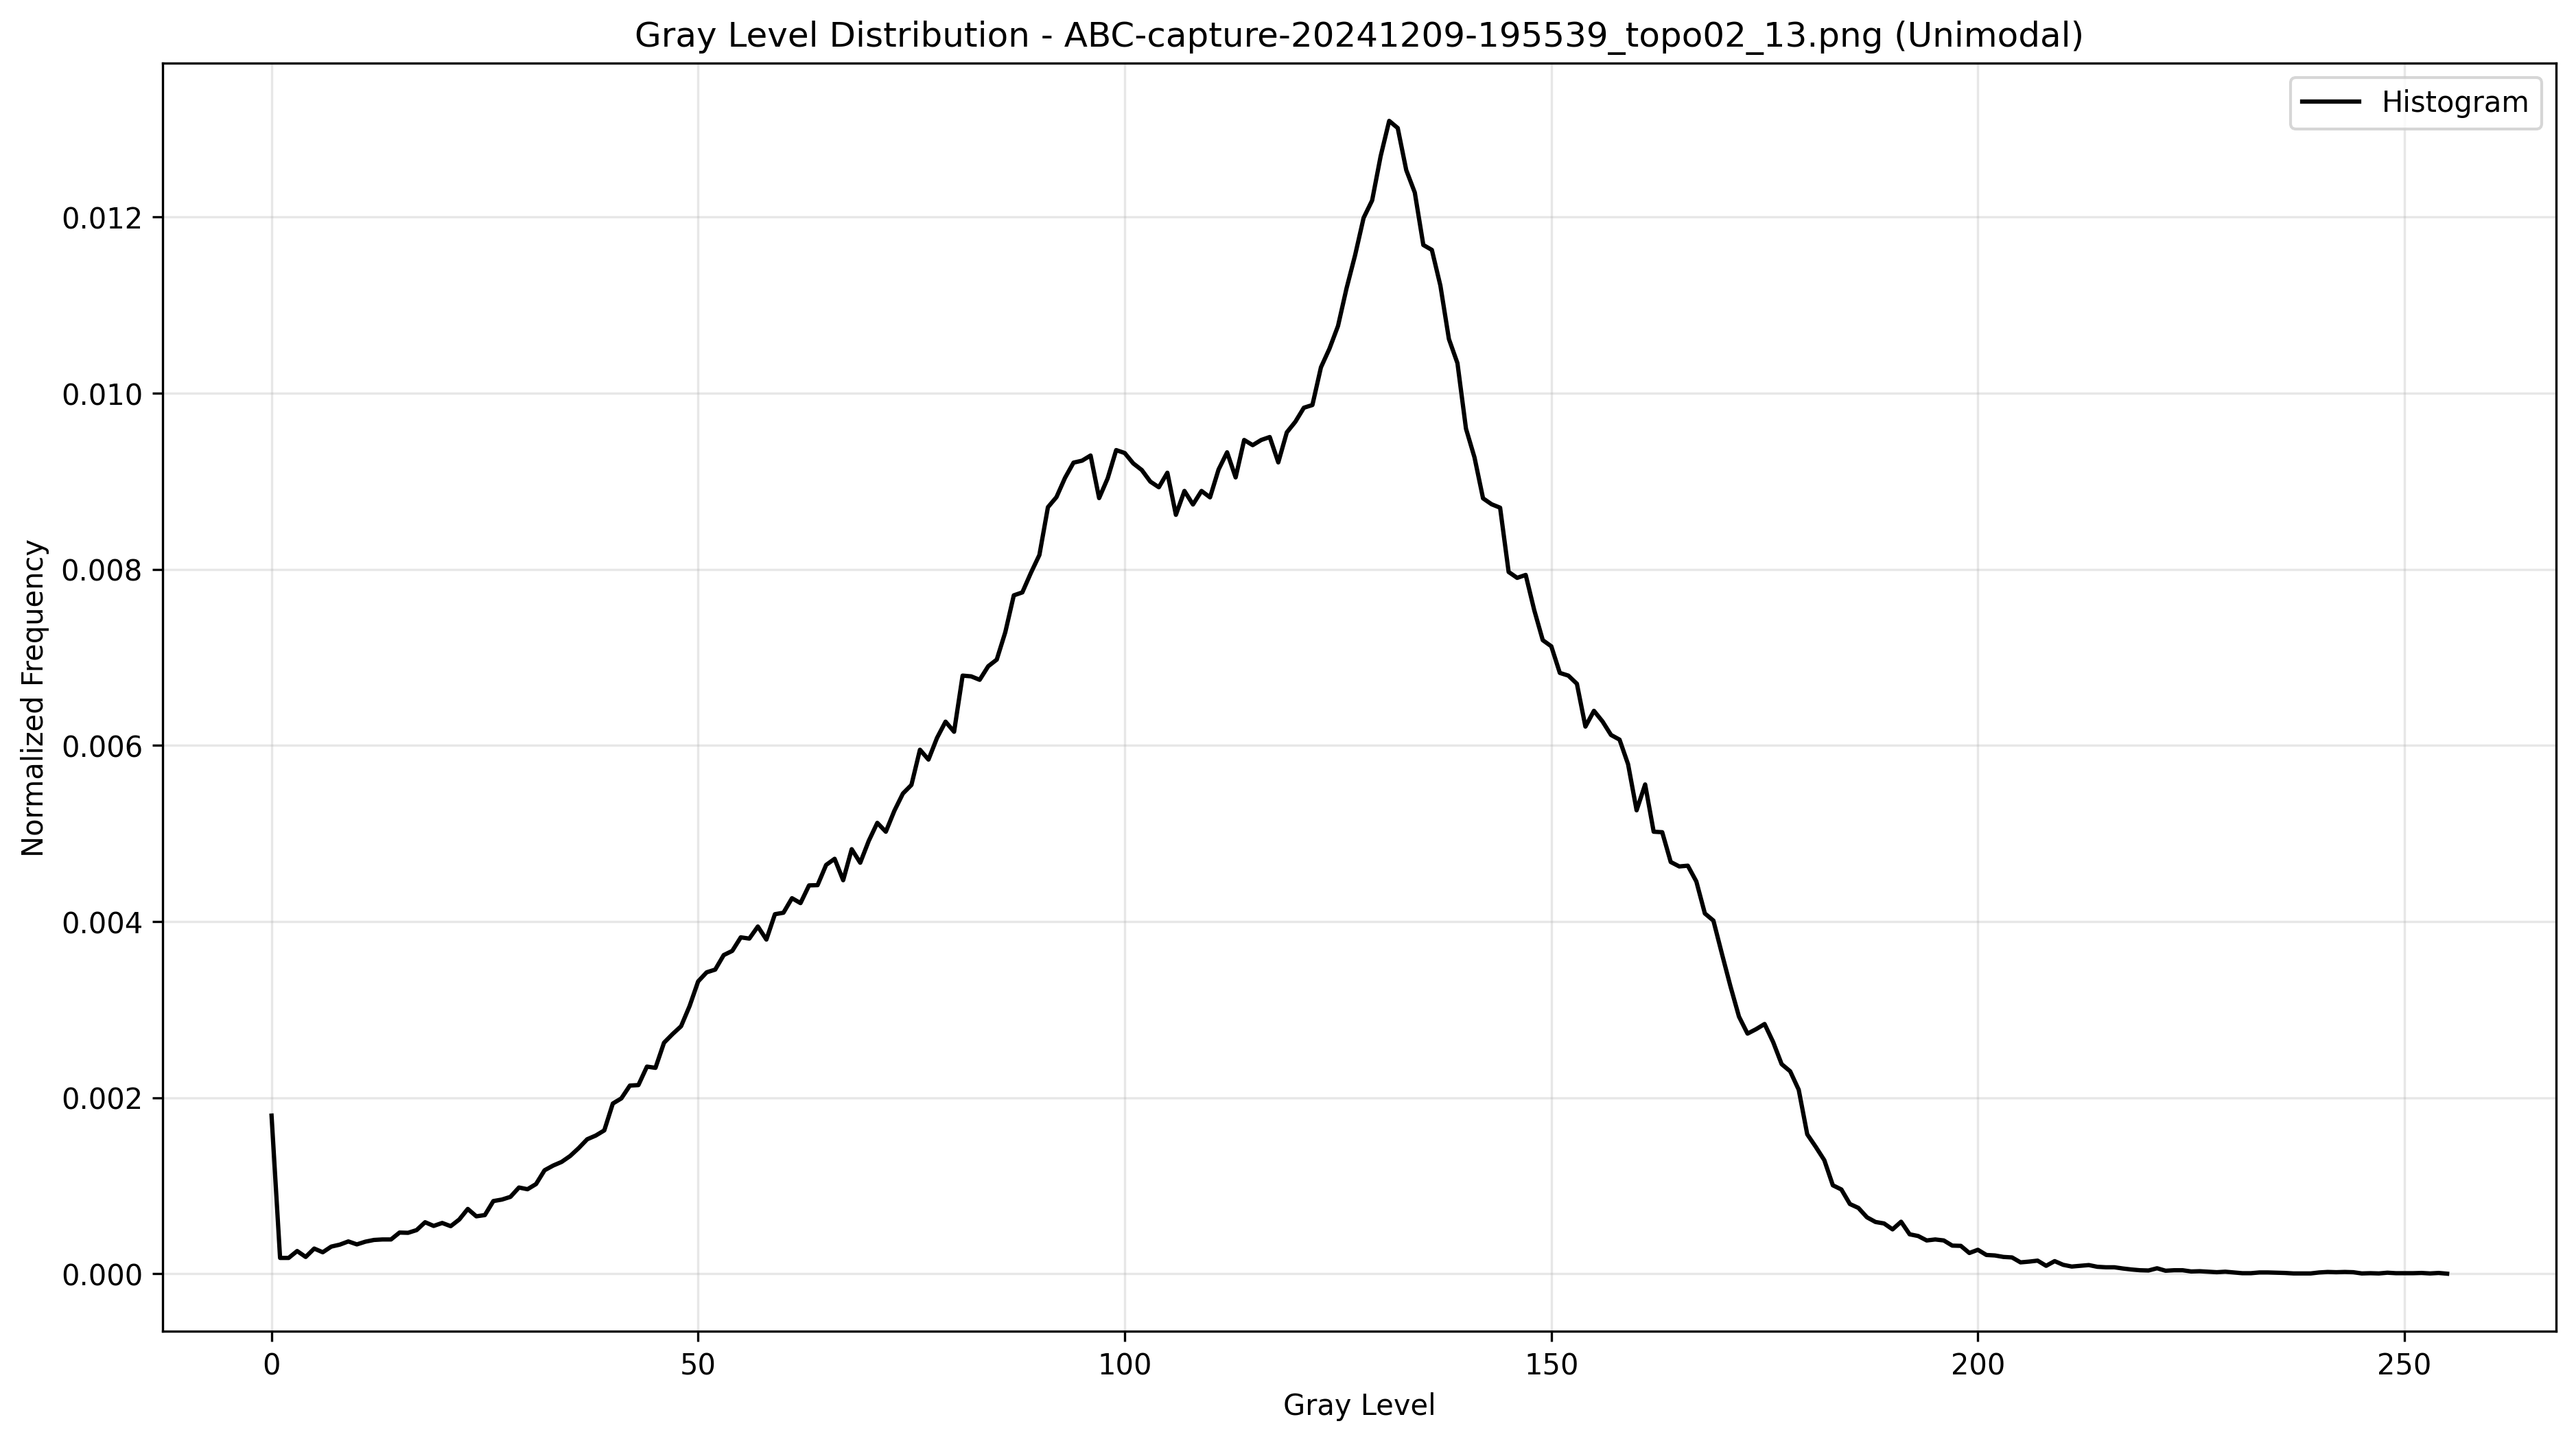 Gray Level Distribution - ABC-capture-20241209-195539_topo02_13.png (Unimodal)
Histogram
Normalized Frequency
0.012
0.010
0.008
0.006
0.004
0.002
0.000
0 50 100 150 200 250
Gray Level